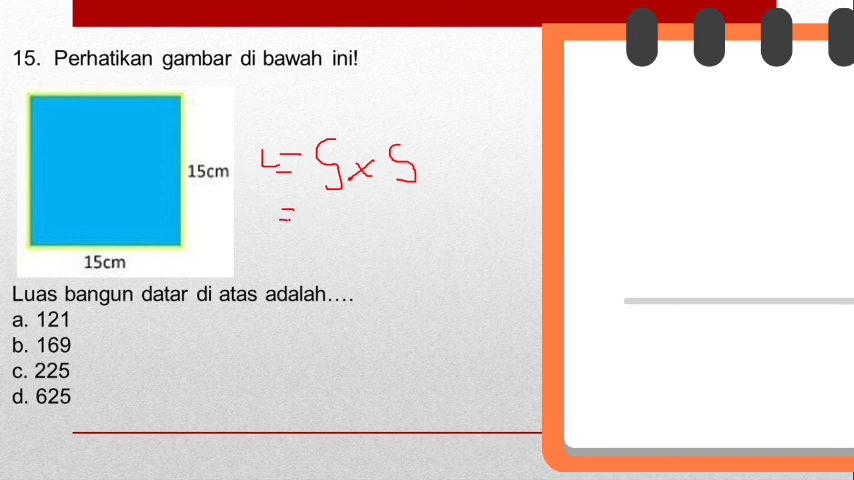 15. Perhatikan gambar di bawah ini!
15cm
L = S x S
=
15cm
Luas bangun datar di atas adalah....
a. 121
b. 169
c. 225
d. 625